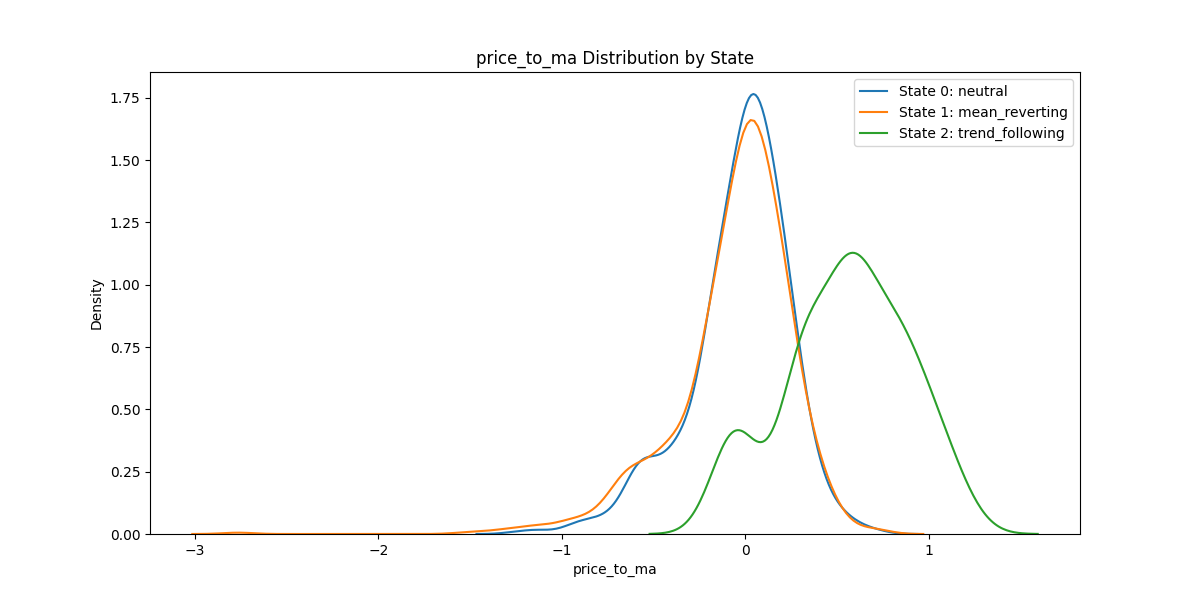 price_to_ma Distribution by State
State 0: neutral
State 1: mean_reverting
State 2: trend_following
Density
1.75
1.50
1.25
1.00
0.75
0.50
0.25
0.00
−3 −2 −1 0 1
price_to_ma